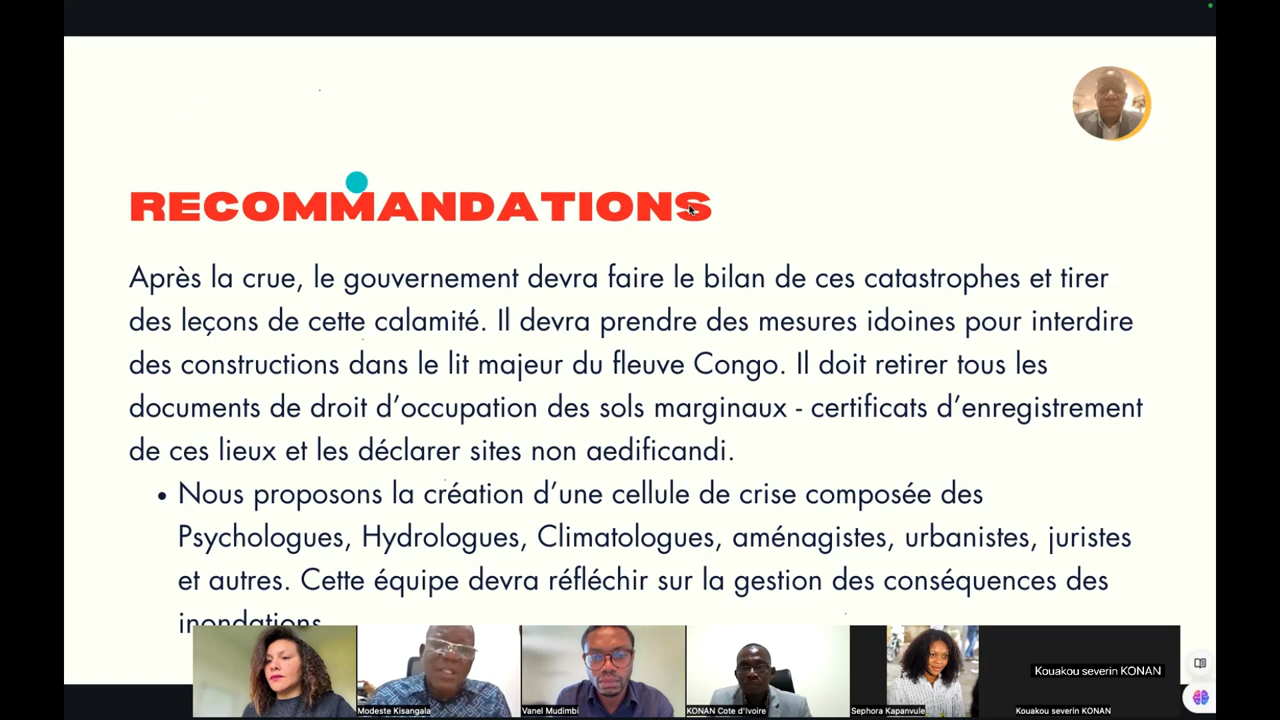 RECOMMANDATIONS
Après la crue, le gouvernement devra faire le bilan de ces catastrophes et tirer
des leçons de cette calamité. Il devra prendre des mesures idoines pour interdire
des constructions dans le lit majeur du fleuve Congo. Il doit retirer tous les
documents de droit d’occupation des sols marginaux - certificats d’enregistrement
de ces lieux et les déclarer sites non aedificandi.
• Nous proposons la création d’une cellule de crise composée des
Psychologues, Hydrologues, Climatologues, aménagistes, urbanistes, juristes
et autres. Cette équipe devra réfléchir sur la gestion des conséquences des
inondations
Kouakou severin KONAN
Modeste Kisangala
Vanel Mudimbi
KONAN Cote d'Ivoire
Sephora Kapanvule
Kouakou severin KONAN